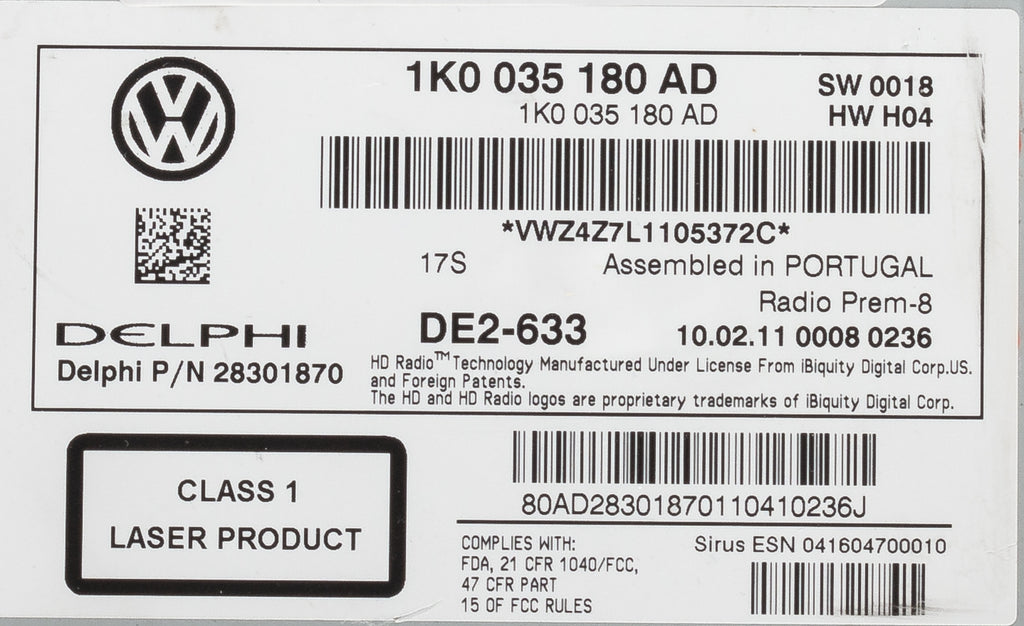 1K0 035 180 AD
SW 0018
1K0 035 180 AD
HW H04
*VWZ4Z7L1105372C*
17S
Assembled in PORTUGAL
Radio Prem-8
DELPHI
DE2-633
10.02.11 0008 0236
Delphi P/N 28301870
HD Radio™ Technology Manufactured Under License From iBiquity Digital Corp.US.
and Foreign Patents.
The HD and HD Radio logos are proprietary trademarks of iBiquity Digital Corp.
CLASS 1
LASER PRODUCT
80AD28301870110410236J
COMPLIES WITH:
FDA, 21 CFR 1040/FCC,
47 CFR PART
15 OF FCC RULES
Sirus ESN 041604700010